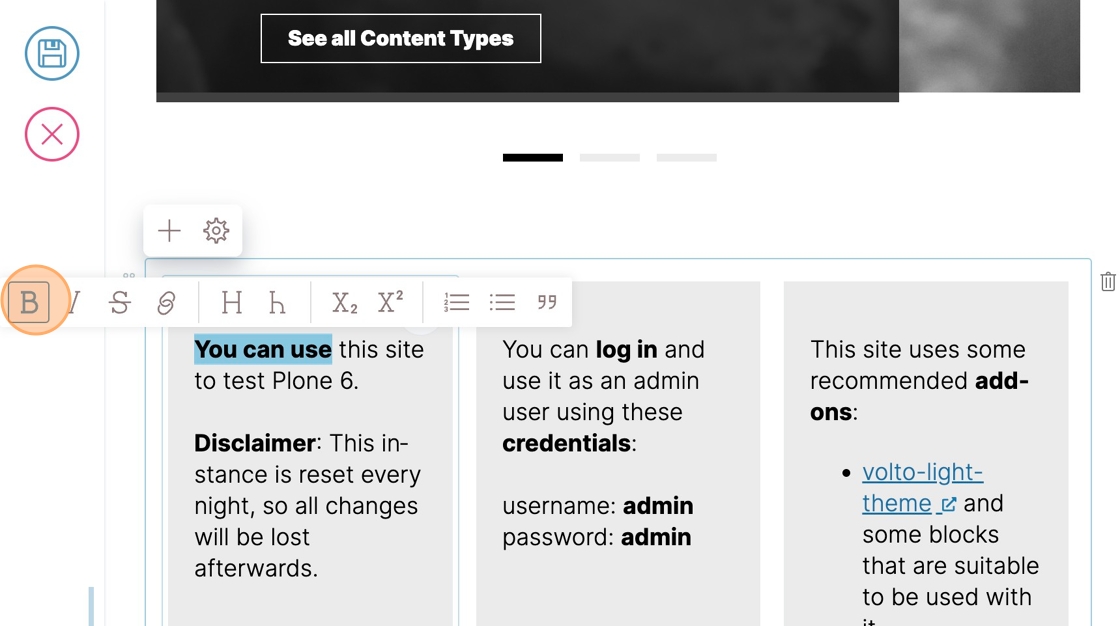 See all Content Types
B I S H h X2 X² ”
You can use this site
to test Plone 6.
Disclaimer: This in-
stance is reset every
night, so all changes
will be lost
afterwards.
You can log in and
use it as an admin
user using these
credentials:
username: admin
password: admin
This site uses some
recommended add-
ons:
• volto-light-
theme and
some blocks
that are suitable
to be used with